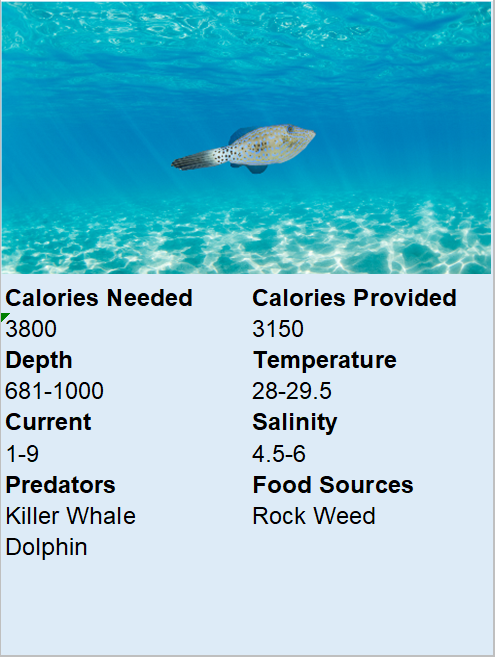 Calories Needed Calories Provided
3800 3150
Depth Temperature
681-1000 28-29.5
Current Salinity
1-9 4.5-6
Predators Food Sources
Killer Whale Rock Weed
Dolphin